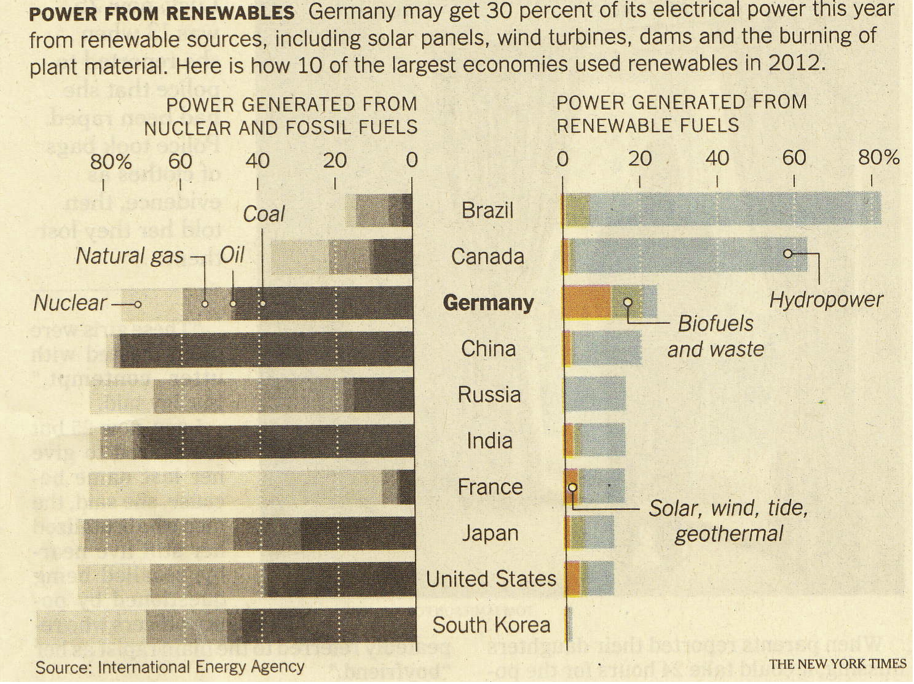 POWER FROM RENEWABLES Germany may get 30 percent of its electrical power this year
from renewable sources, including solar panels, wind turbines, dams and the burning of
plant material. Here is how 10 of the largest economies used renewables in 2012.
POWER GENERATED FROM
NUCLEAR AND FOSSIL FUELS
POWER GENERATED FROM
RENEWABLE FUELS
80% 60 40 20 0
0 20 40 60 80%
Coal
Natural gas
Oil
Nuclear
Brazil
Canada
Germany
China
Russia
India
France
Japan
United States
South Korea
Hydropower
Biofuels
and waste
Solar, wind, tide,
geothermal
Source: International Energy Agency
THE NEW YORK TIMES